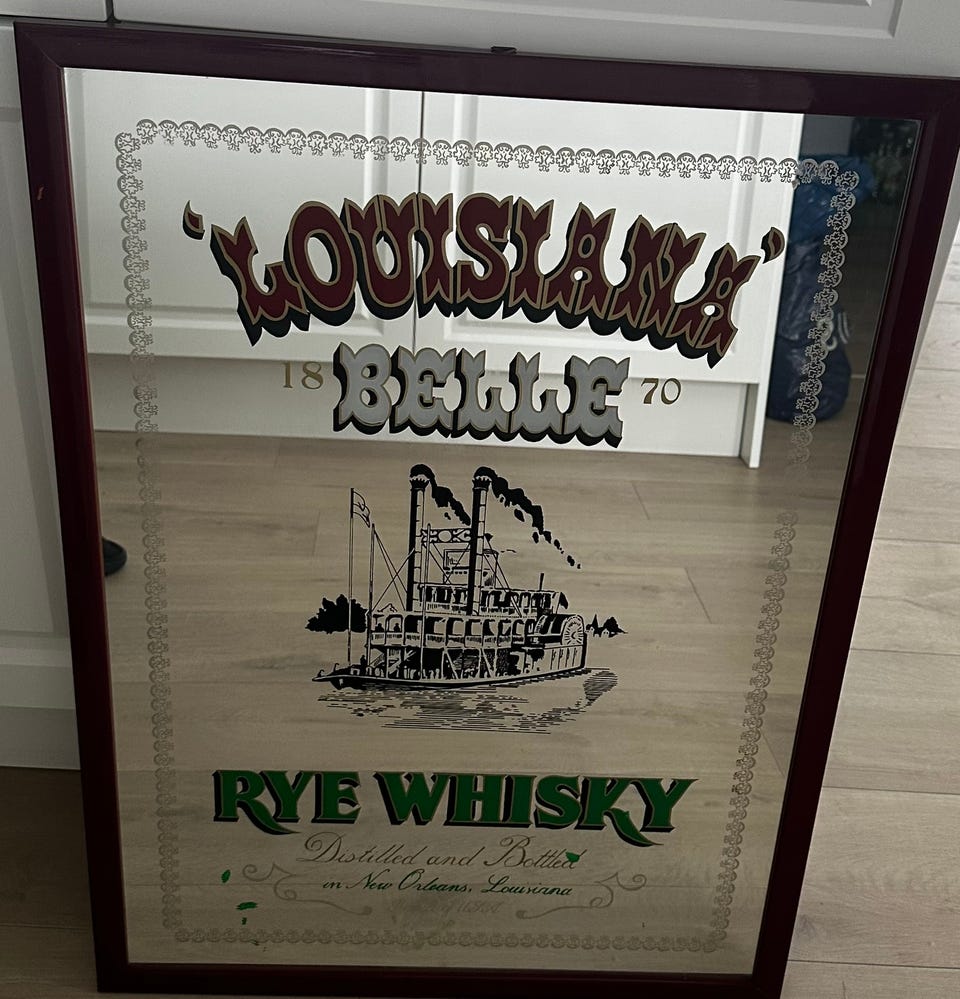 'LOUISIANA'
18 BELLE 70
RYE WHISKY
Distilled and Bottled
in New Orleans, Louisiana